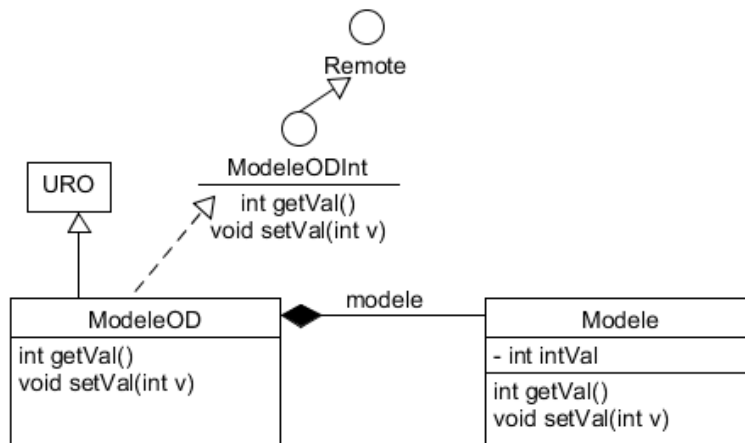 Remote
ModeleODInt
int getVal()
void setVal(int v)
URO
ModeleOD
int getVal()
void setVal(int v)
modele
Modele
- int intVal
int getVal()
void setVal(int v)